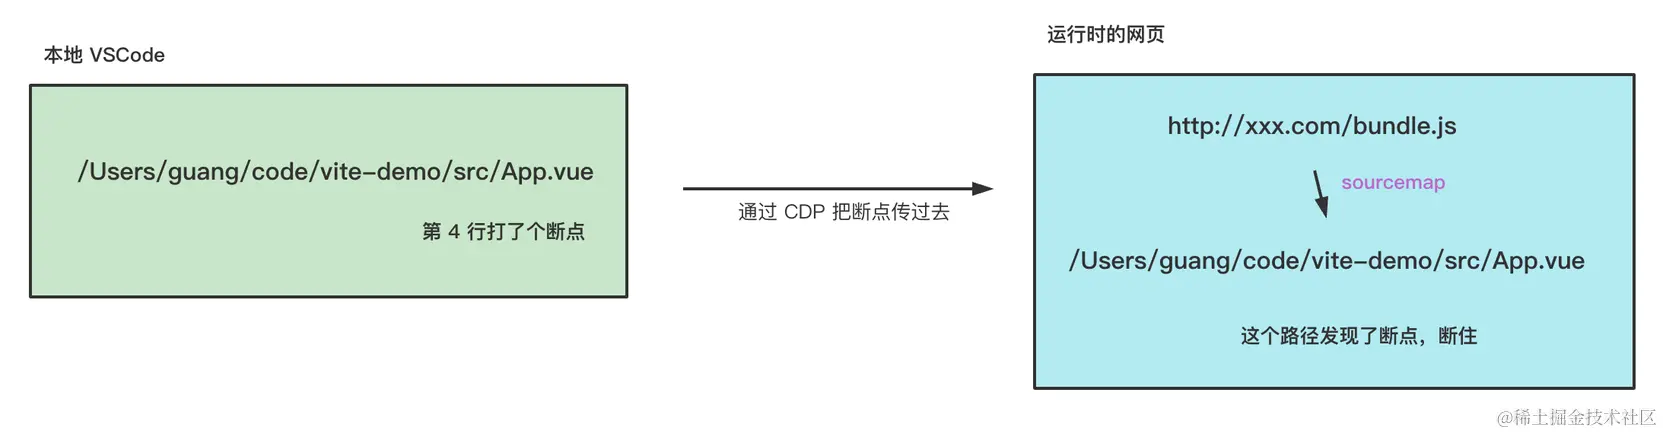 本地 VSCode
/Users/guang/code/vite-demo/src/App.vue
第 4 行打了个断点
通过 CDP 把断点传过去
运行时的网页
http://xxx.com/bundle.js
sourcemap
/Users/guang/code/vite-demo/src/App.vue
这个路径发现了断点，断住
@稀土掘金技术社区